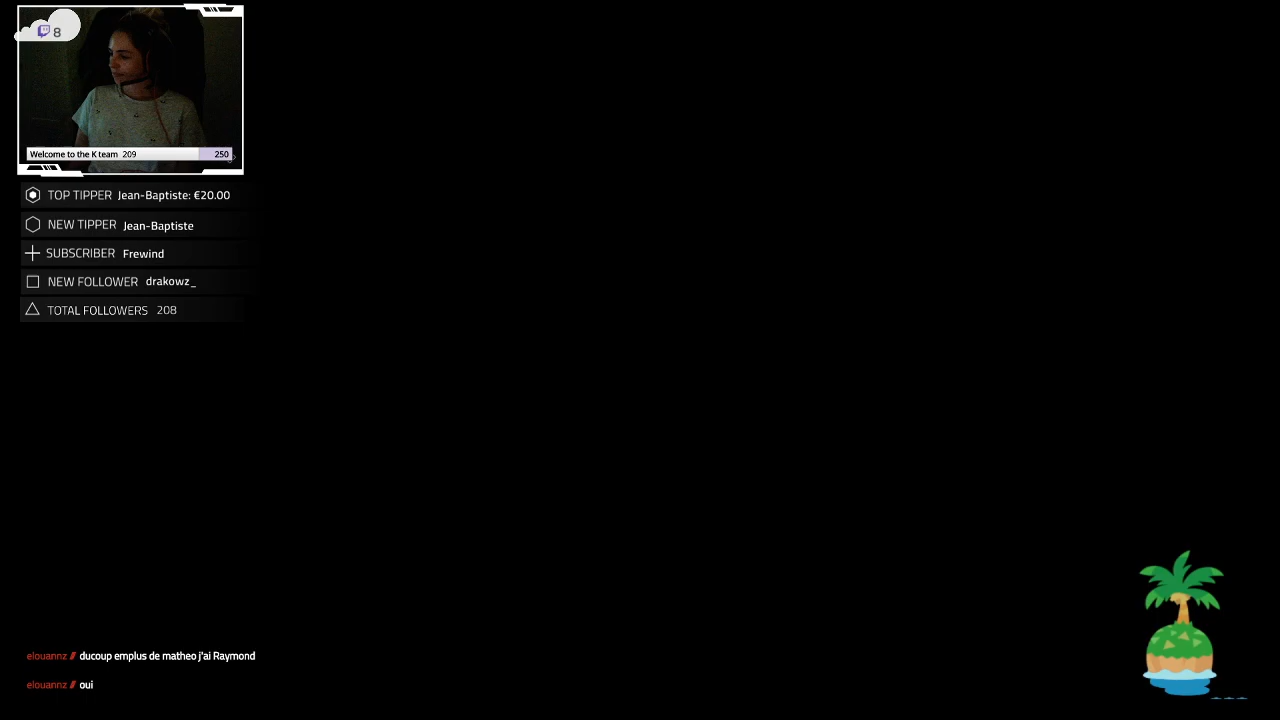 8
Welcome to the K team 209 250
TOP TIPPER Jean-Baptiste: €20.00
NEW TIPPER Jean-Baptiste
SUBSCRIBER Frewind
NEW FOLLOWER drakowz_
TOTAL FOLLOWERS 208
elouannz // ducoup emplus de matheo j'ai Raymond
elouannz // oui